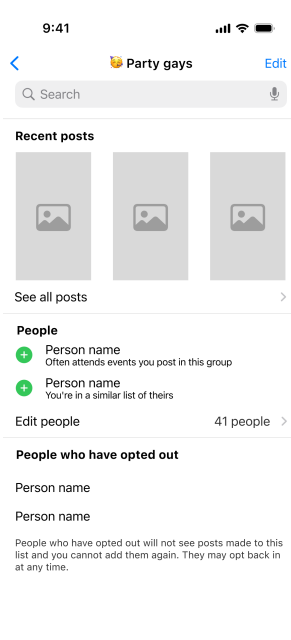 9:41
🥳 Party gays
Edit
Search
Recent posts
See all posts
People
Person name
Often attends events you post in this group
Person name
You're in a similar list of theirs
Edit people 41 people
People who have opted out
Person name
Person name
People who have opted out will not see posts made to this
list and you cannot add them again. They may opt back in
at any time.